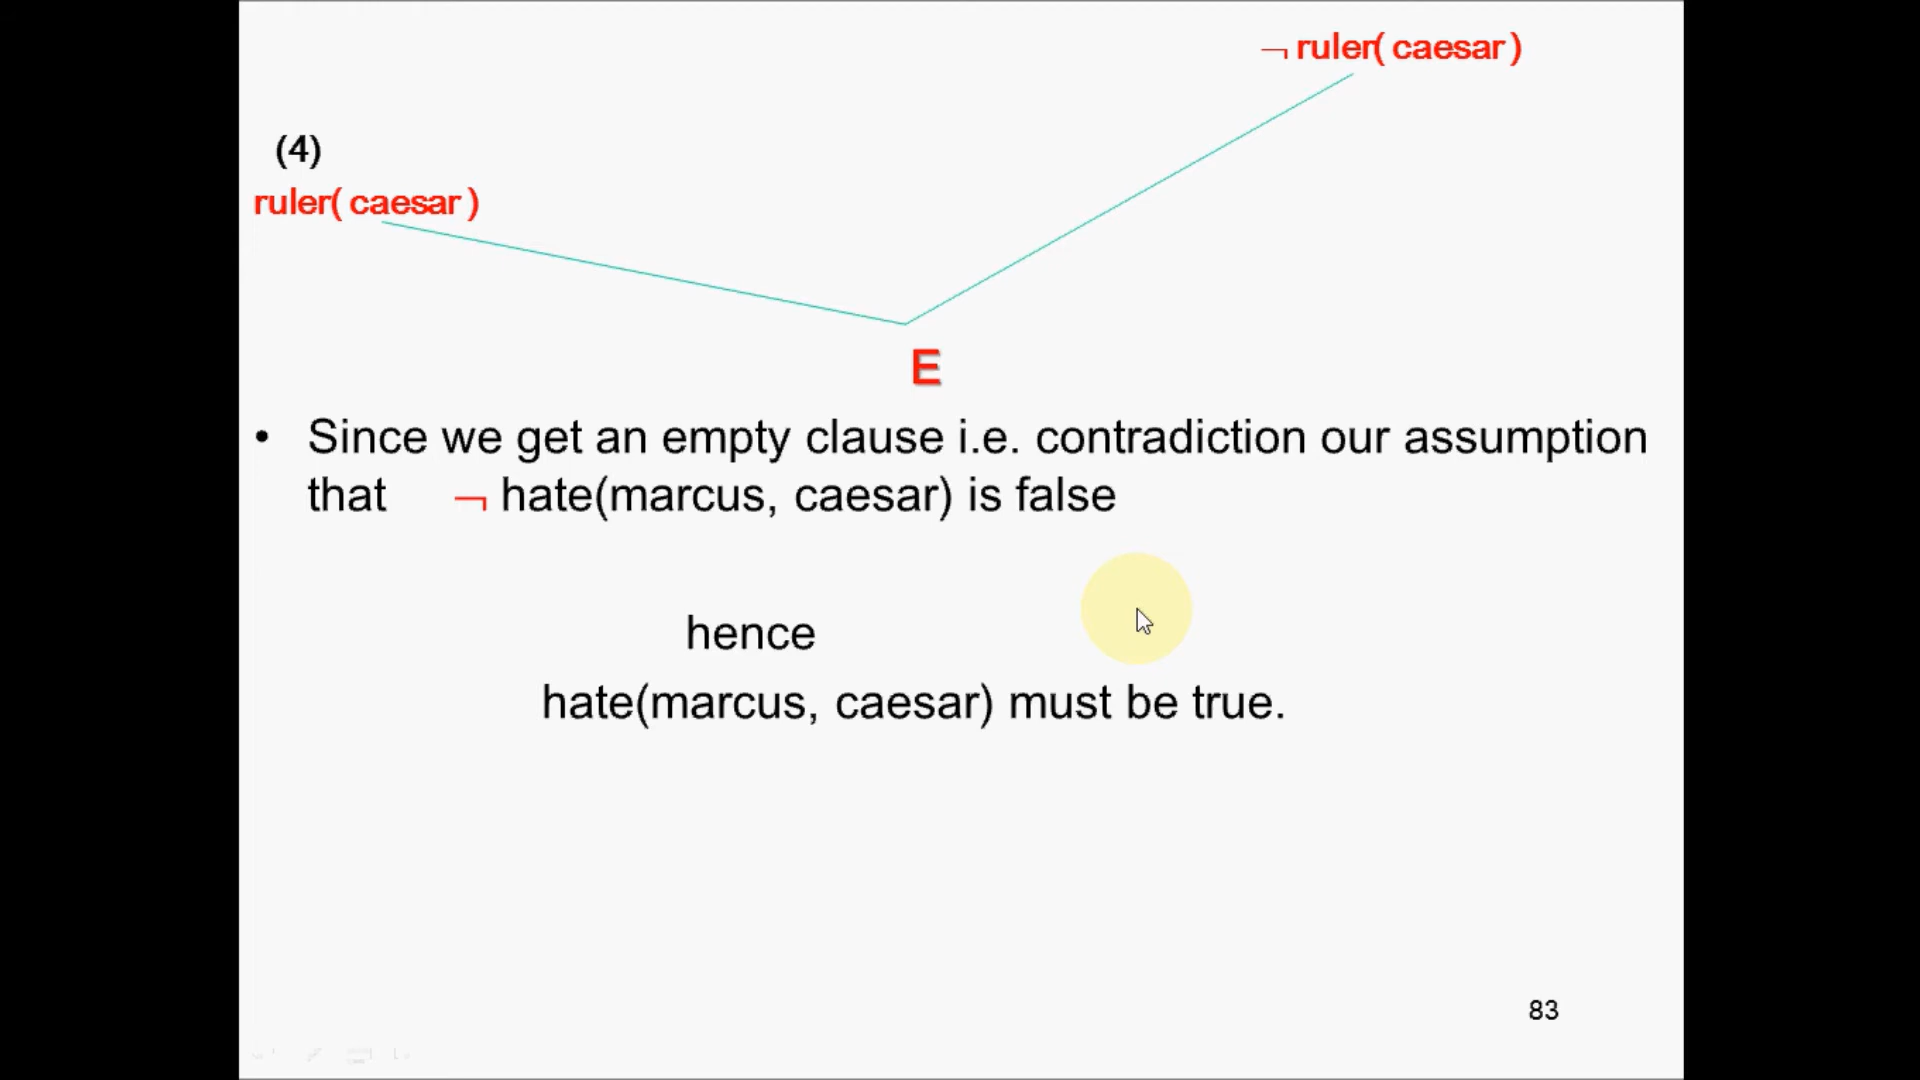 ¬ ruler( caesar )
(4)
ruler( caesar )
E
• Since we get an empty clause i.e. contradiction our assumption
that ¬ hate(marcus, caesar) is false
hence
hate(marcus, caesar) must be true.
83